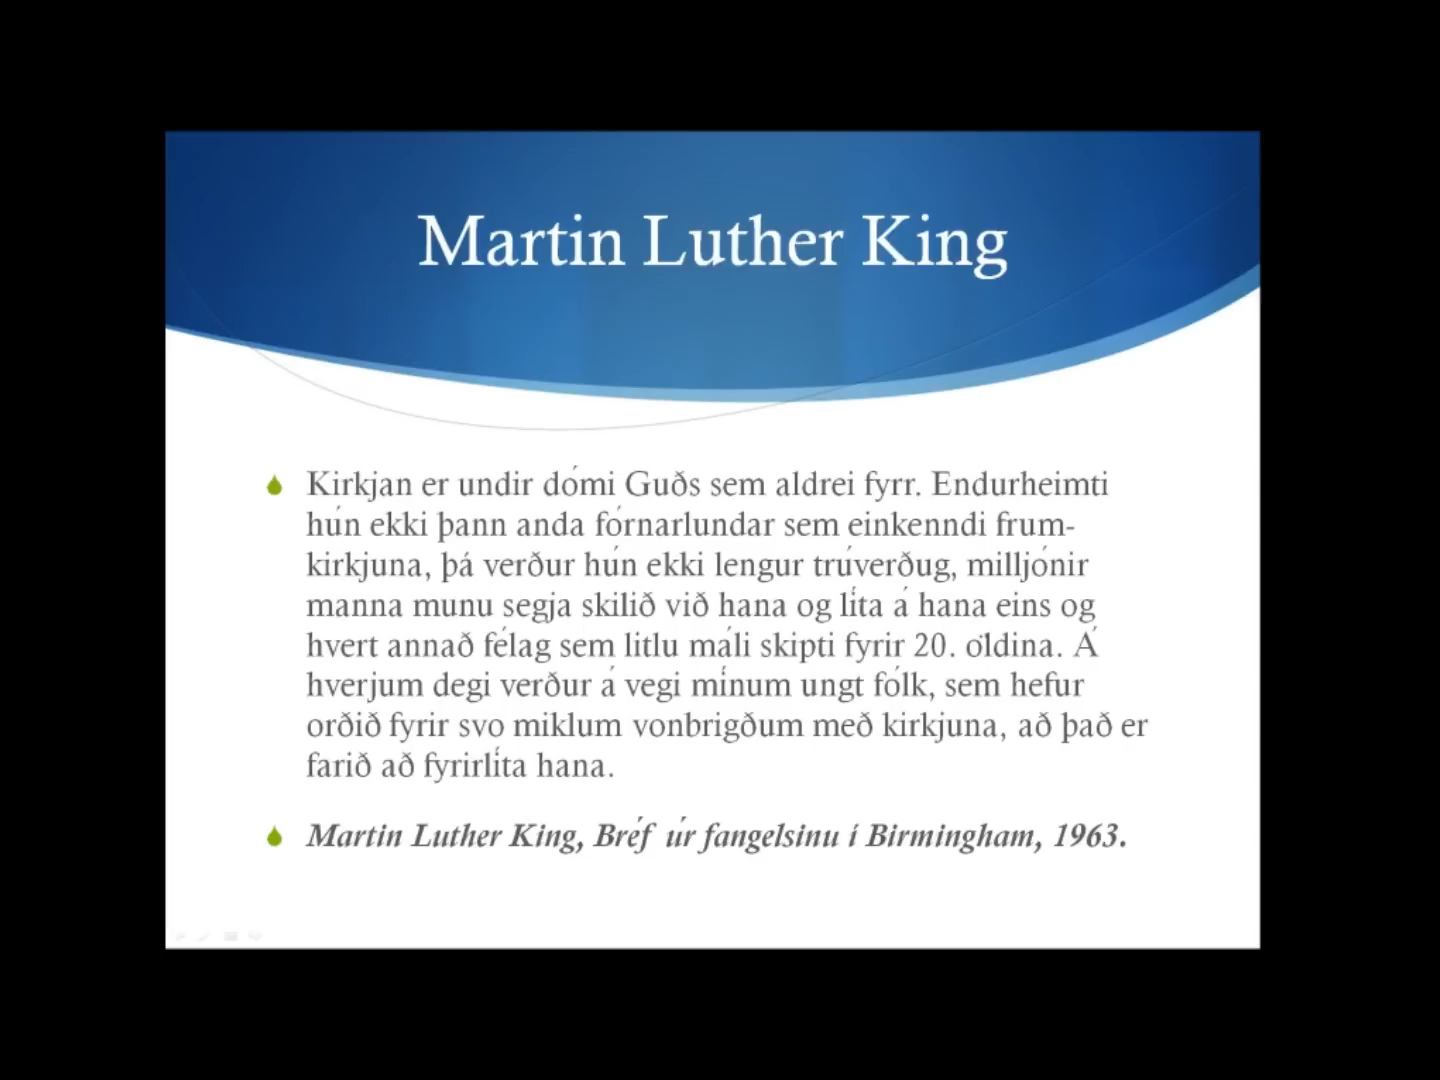 Martin Luther King
Kirkjan er undir dómi Guðs sem aldrei fyrr. Endurheimti
hún ekki þann anda fórnarlundar sem einkenndi frum-
kirkjuna, þá verður hún ekki lengur trúverðug, milljónir
manna munu segja skilið við hana og líta á hana eins og
hvert annað félag sem litlu máli skipti fyrir 20. öldina. Á
hverjum degi verður á vegi mínum ungt fólk, sem hefur
orðið fyrir svo miklum vonbrigðum með kirkjuna, að það er
farið að fyrirlíta hana.
Martin Luther King, Bréf úr fangelsinu í Birmingham, 1963.